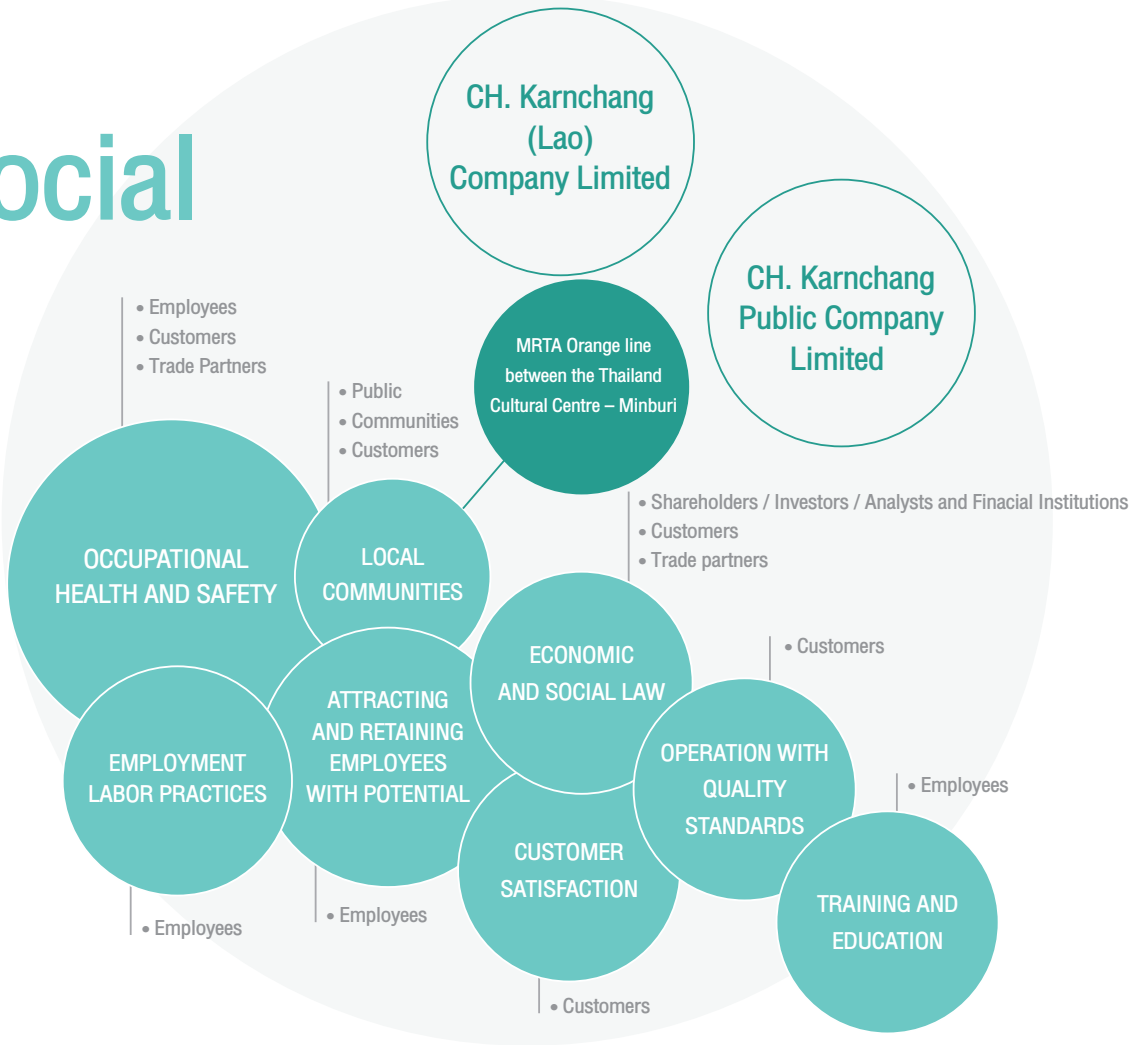 CH. Karnchang
(Lao)
Company Limited
ocial
CH. Karnchang
Public Company
Limited
• Employees
• Customers
• Trade Partners
MRTA Orange line
between the Thailand
Cultural Centre – Minburi
• Public
• Communities
• Customers
• Shareholders / Investors / Analysts and Finacial Institutions
• Customers
• Trade partners
OCCUPATIONAL
HEALTH AND SAFETY
LOCAL
COMMUNITIES
ECONOMIC
AND SOCIAL LAW
• Customers
ATTRACTING
AND RETAINING
EMPLOYEES
WITH POTENTIAL
EMPLOYMENT
LABOR PRACTICES
OPERATION WITH
QUALITY
STANDARDS
• Employees
CUSTOMER
SATISFACTION
TRAINING AND
EDUCATION
• Employees
• Employees
• Customers